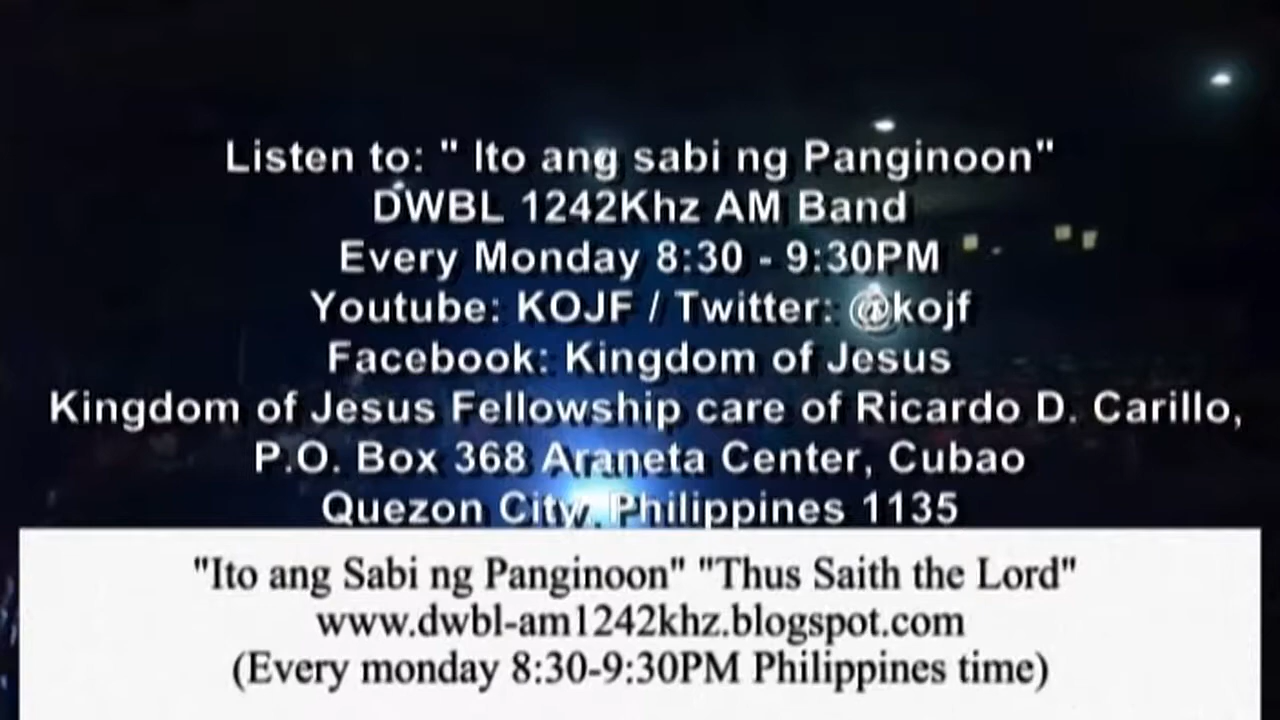 Listen to: " Ito ang sabi ng Panginoon"
DWBL 1242Khz AM Band
Every Monday 8:30 - 9:30PM
Youtube: KOJF / Twitter: @kojf
Facebook: Kingdom of Jesus
Kingdom of Jesus Fellowship care of Ricardo D. Carillo,
P.O. Box 368 Araneta Center, Cubao
Quezon City, Philippines 1135
"Ito ang Sabi ng Panginoon" "Thus Saith the Lord"
www.dwbl-am1242khz.blogspot.com
(Every monday 8:30-9:30PM Philippines time)